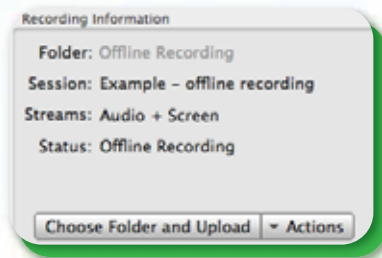 Recording Information
Folder: Offline Recording
Session: Example - offline recording
Streams: Audio + Screen
Status: Offline Recording
Choose Folder and Upload Actions